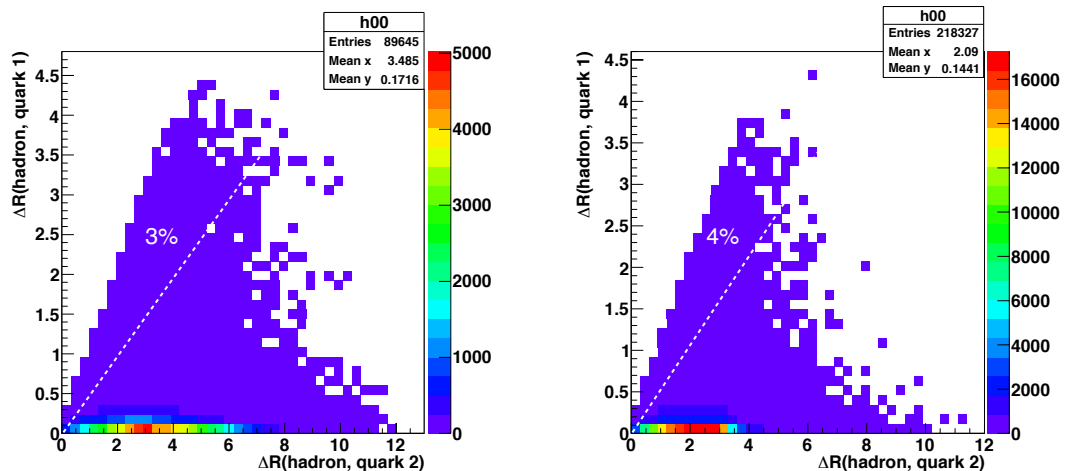 h00
Entries 89645
Mean x 3.485
Mean y 0.1716
ΔR(hadron, quark 1)
4.5
4
3.5
3
2.5
2
1.5
1
0.5
0
0 2 4 6 8 10 12
ΔR(hadron, quark 2)
3%
5000
4000
3000
2000
1000
0
h00
Entries 218327
Mean x 2.09
Mean y 0.1441
ΔR(hadron, quark 1)
4.5
4
3.5
3
2.5
2
1.5
1
0.5
0
0 2 4 6 8 10 12
ΔR(hadron, quark 2)
4%
16000
14000
12000
10000
8000
6000
4000
2000
0